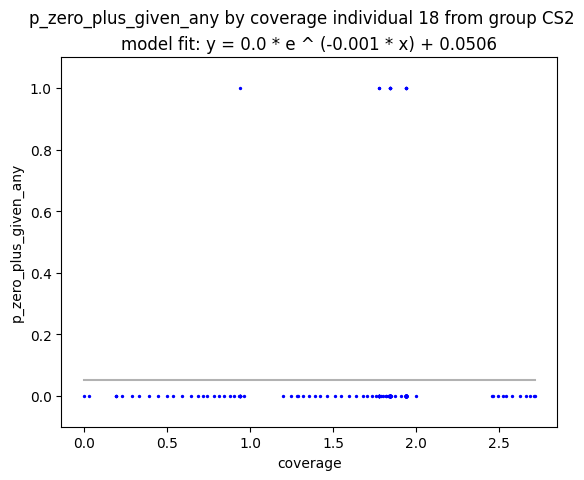 p_zero_plus_given_any by coverage individual 18 from group CS2
model fit: y = 0.0 * e ^ (-0.001 * x) + 0.0506
1.0
0.8
0.6
0.4
0.2
0.0
p_zero_plus_given_any
0.0 0.5 1.0 1.5 2.0 2.5
coverage